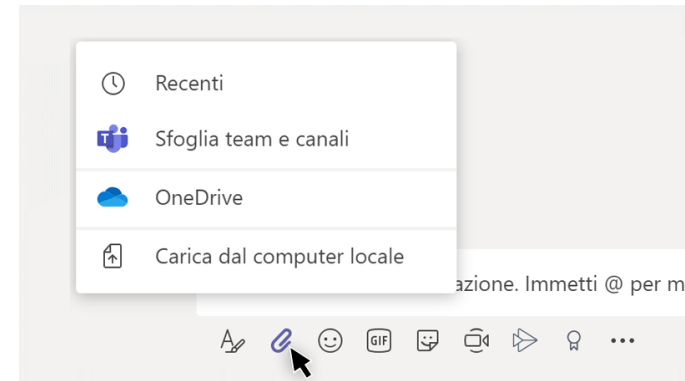 Recenti
Sfoglia team e canali
OneDrive
Carica dal computer locale
azione. Immetti @ per m
GIF